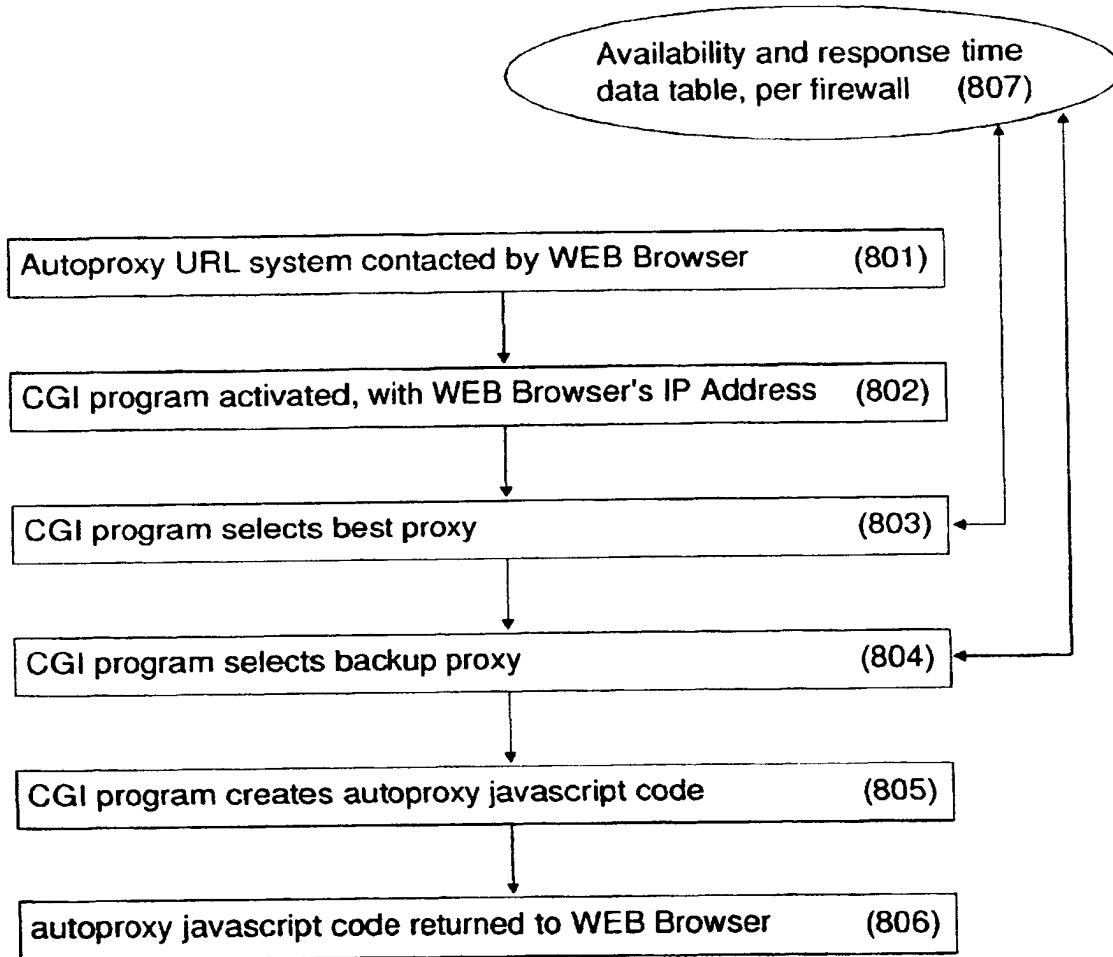 Availability and response time
data table, per firewall (807)
Autoproxy URL system contacted by WEB Browser (801)
CGI program activated, with WEB Browser's IP Address (802)
CGI program selects best proxy (803)
CGI program selects backup proxy (804)
CGI program creates autoproxy javascript code (805)
autoproxy javascript code returned to WEB Browser (806)